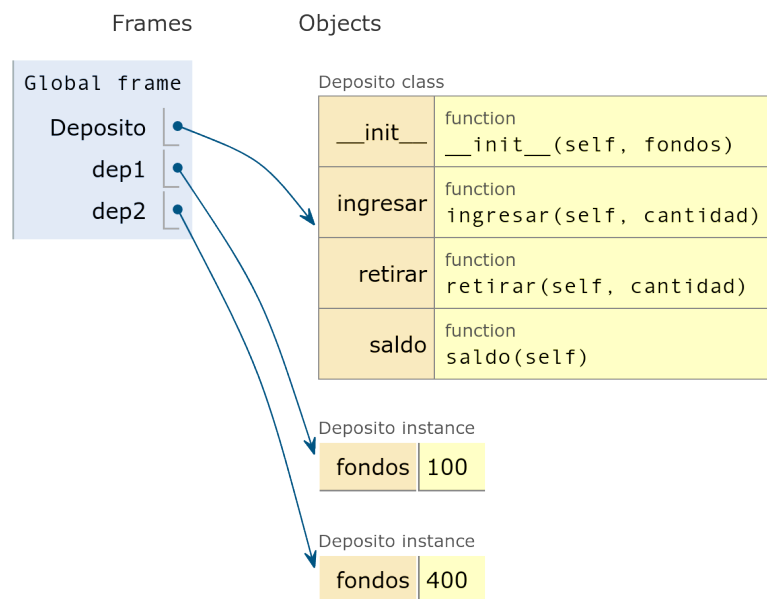 Frames Objects
Global frame
Deposito
dep1
dep2
Deposito class
__init__
function
__init__(self, fondos)
ingresar
function
ingresar(self, cantidad)
retirar
function
retirar(self, cantidad)
saldo
function
saldo(self)
Deposito instance
fondos 100
Deposito instance
fondos 400